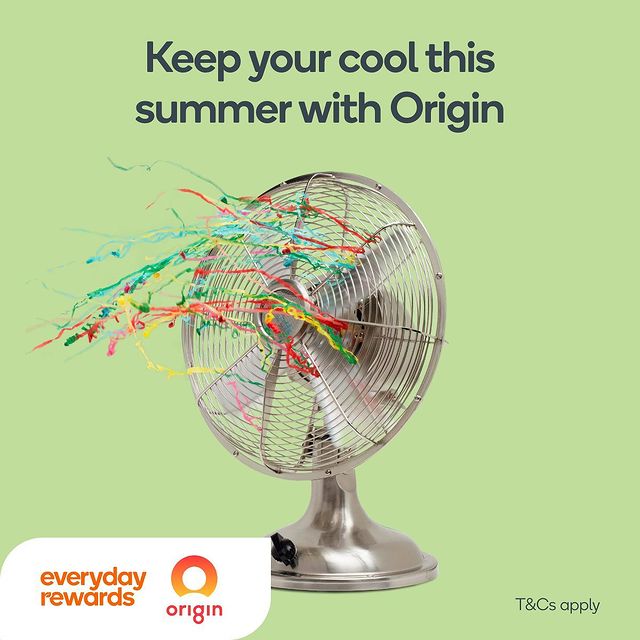 Keep your cool this
summer with Origin
everyday
rewards
origin
T&Cs apply